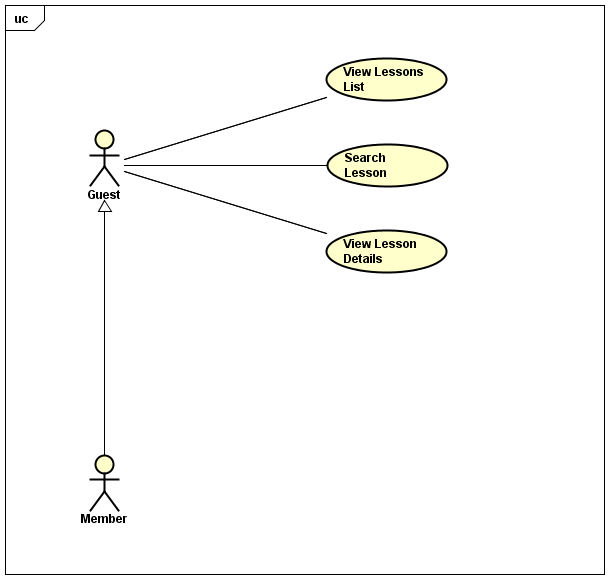 uc
View Lessons
List
Search
Lesson
Guest
View Lesson
Details
Member